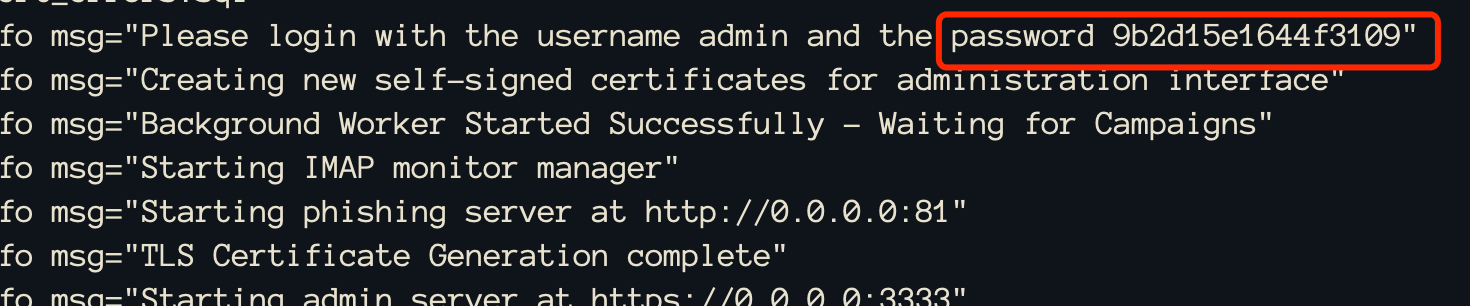 fo msg="Please login with the username admin and the password 9b2d15e1644f3109"
fo msg="Creating new self-signed certificates for administration interface"
fo msg="Background Worker Started Successfully - Waiting for Campaigns"
fo msg="Starting IMAP monitor manager"
fo msg="Starting phishing server at http://0.0.0.0:81"
fo msg="TLS Certificate Generation complete"
fo msg="Starting admin server at https://0.0.0.0:3333"